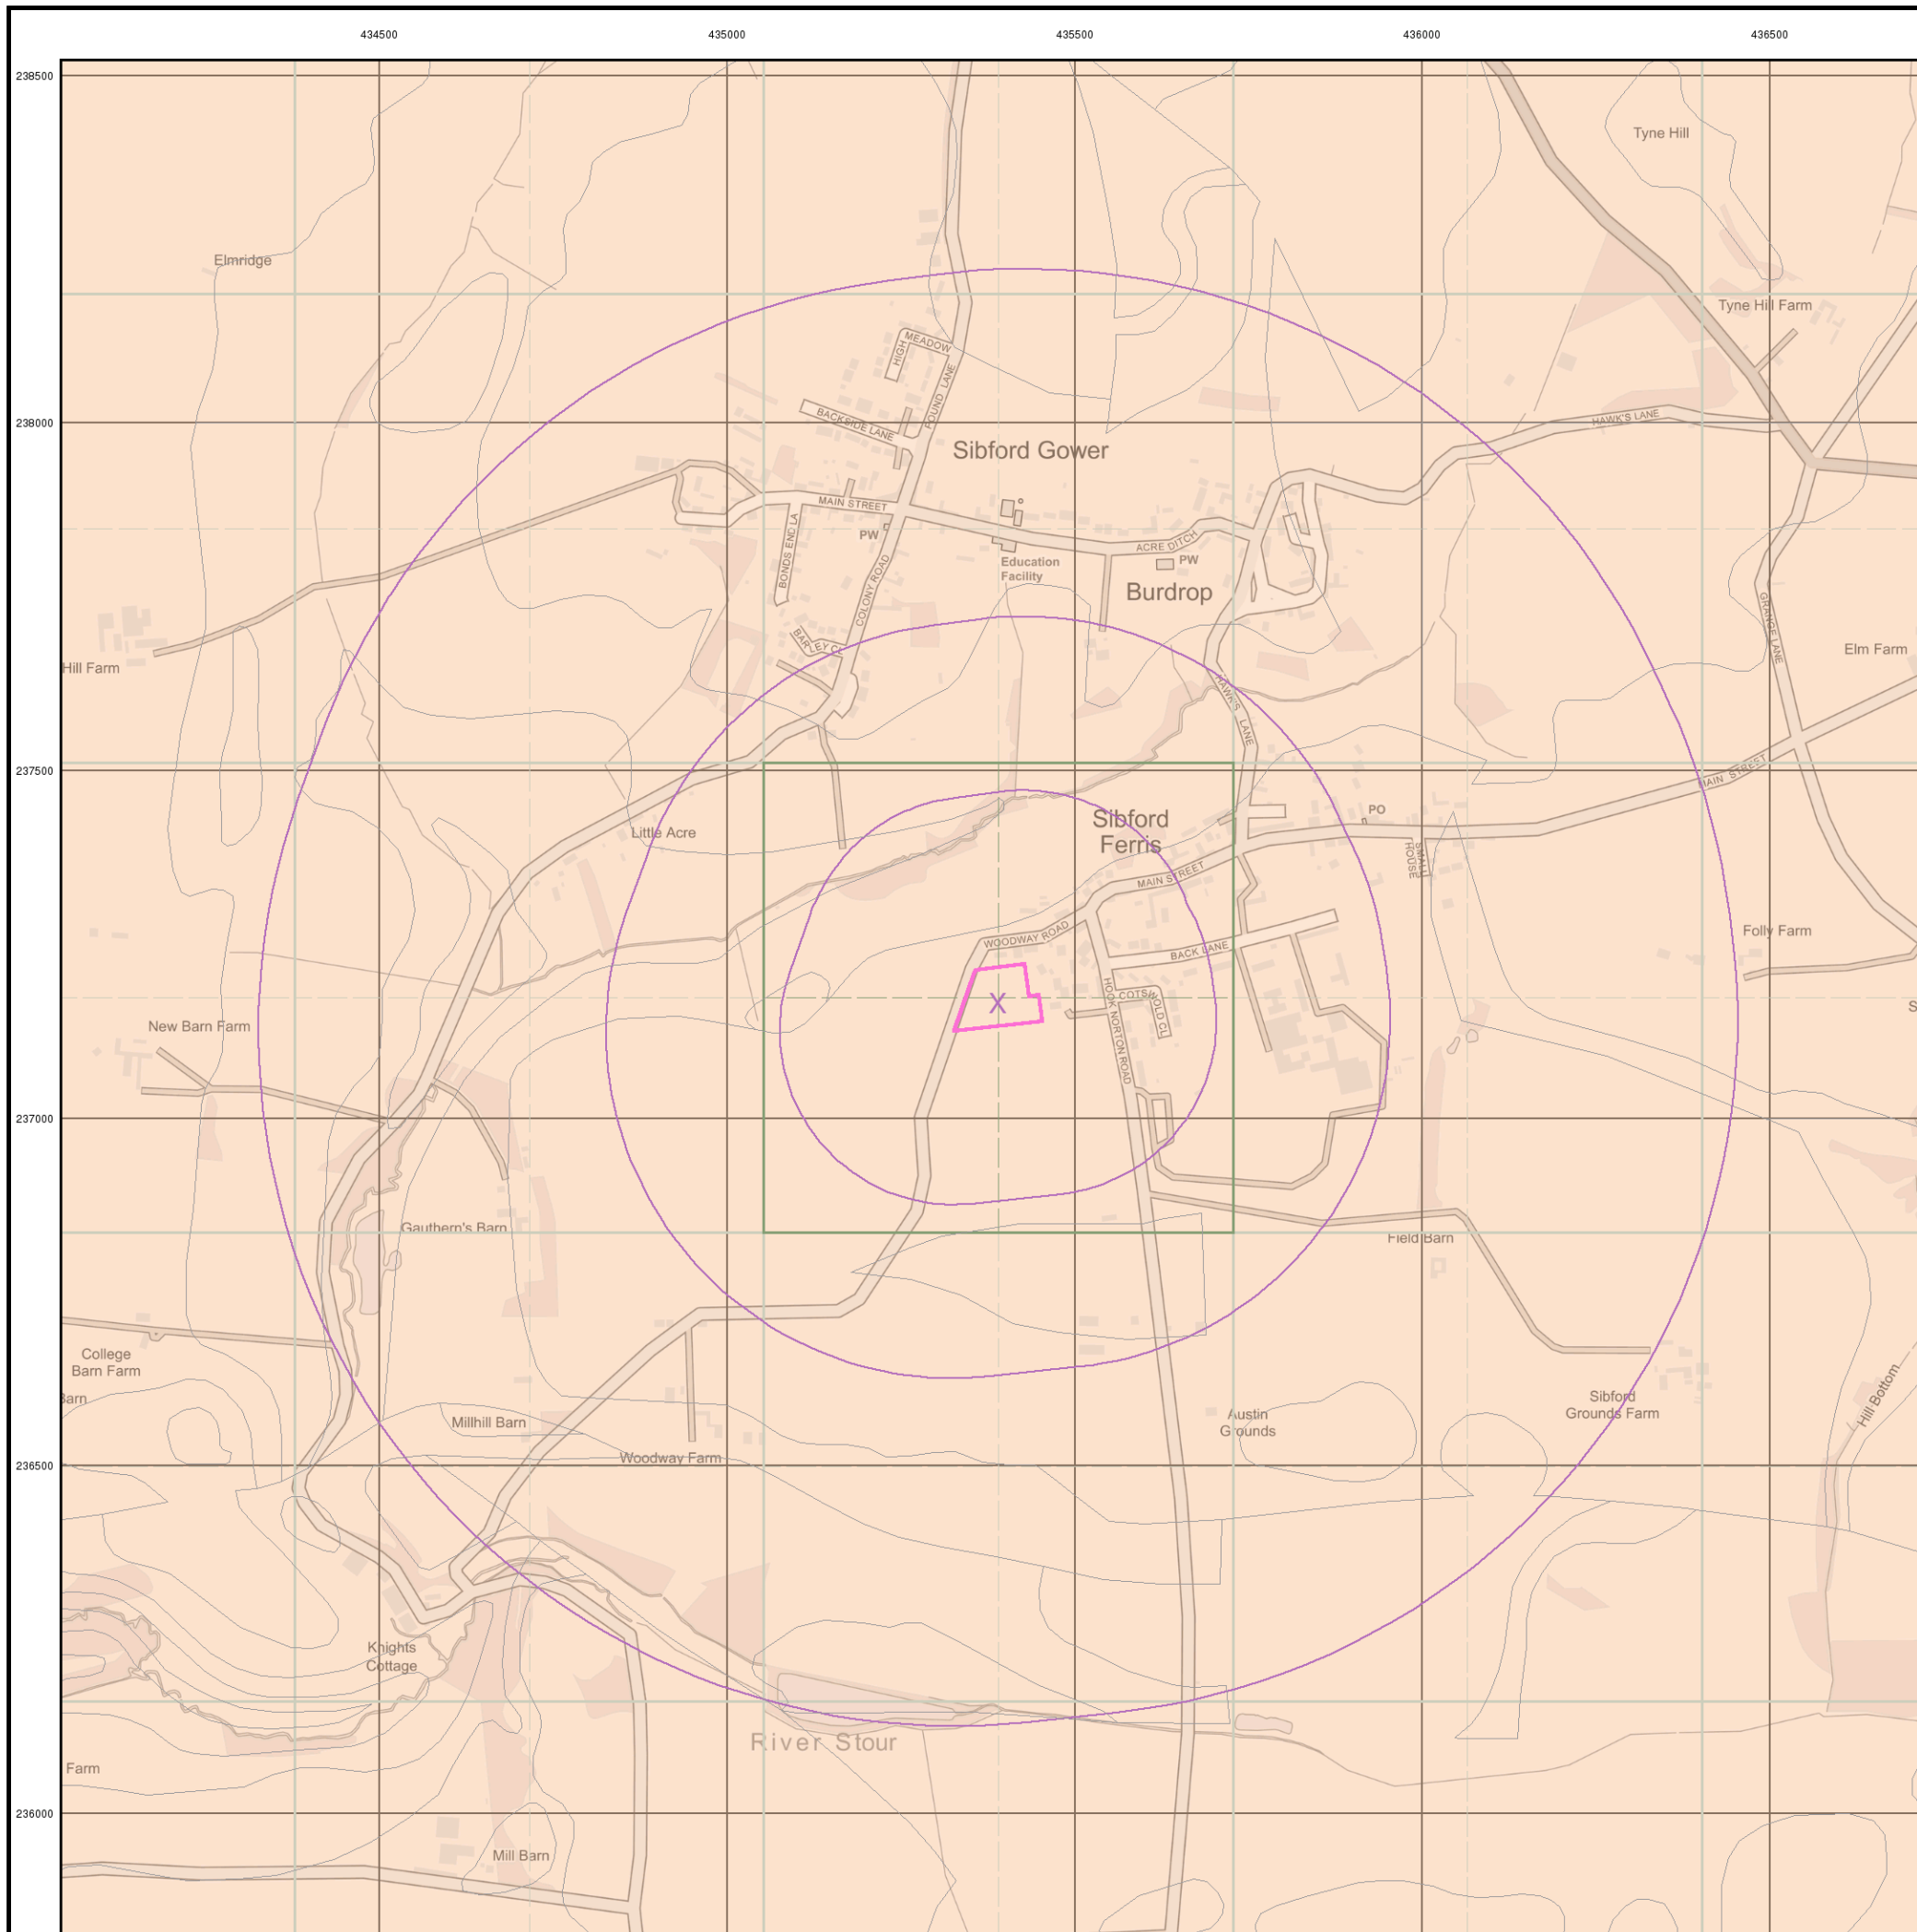 434500 435000 435500 436000 436500
238500
Tyne Hill
Elmridge
Tyne Hill Farm
HIGH
MEADOW
POUND LANE
BACKSIDE LANE
HAWK'S LANE
238000
Sibford Gower
MAIN STREET
PW
BONDS END LA
COLONY ROAD
Education
Facility
ACRE DITCH
PW
Burdrop
GRANGE LANE
BARLEY CL
Elm Farm
Hill Farm
HAWK'S LANE
237500
MAIN STREET
Little Acre
Sibford
Ferris
PO
SMALL
HOUSE
MAIN STREET
WOODWAY ROAD
BACK LANE
Folly Farm
X
COTSWOLD CL
HOOK NORTON ROAD
New Barn Farm
S
237000
Gauthern's Barn
Field Barn
College
Barn Farm
Barn
Millhill Barn
Austin
Grounds
Sibford
Grounds Farm
Hill Bottom
Woodway Farm
236500
Knights
Cottage
River Stour
Farm
236000
Mill Barn